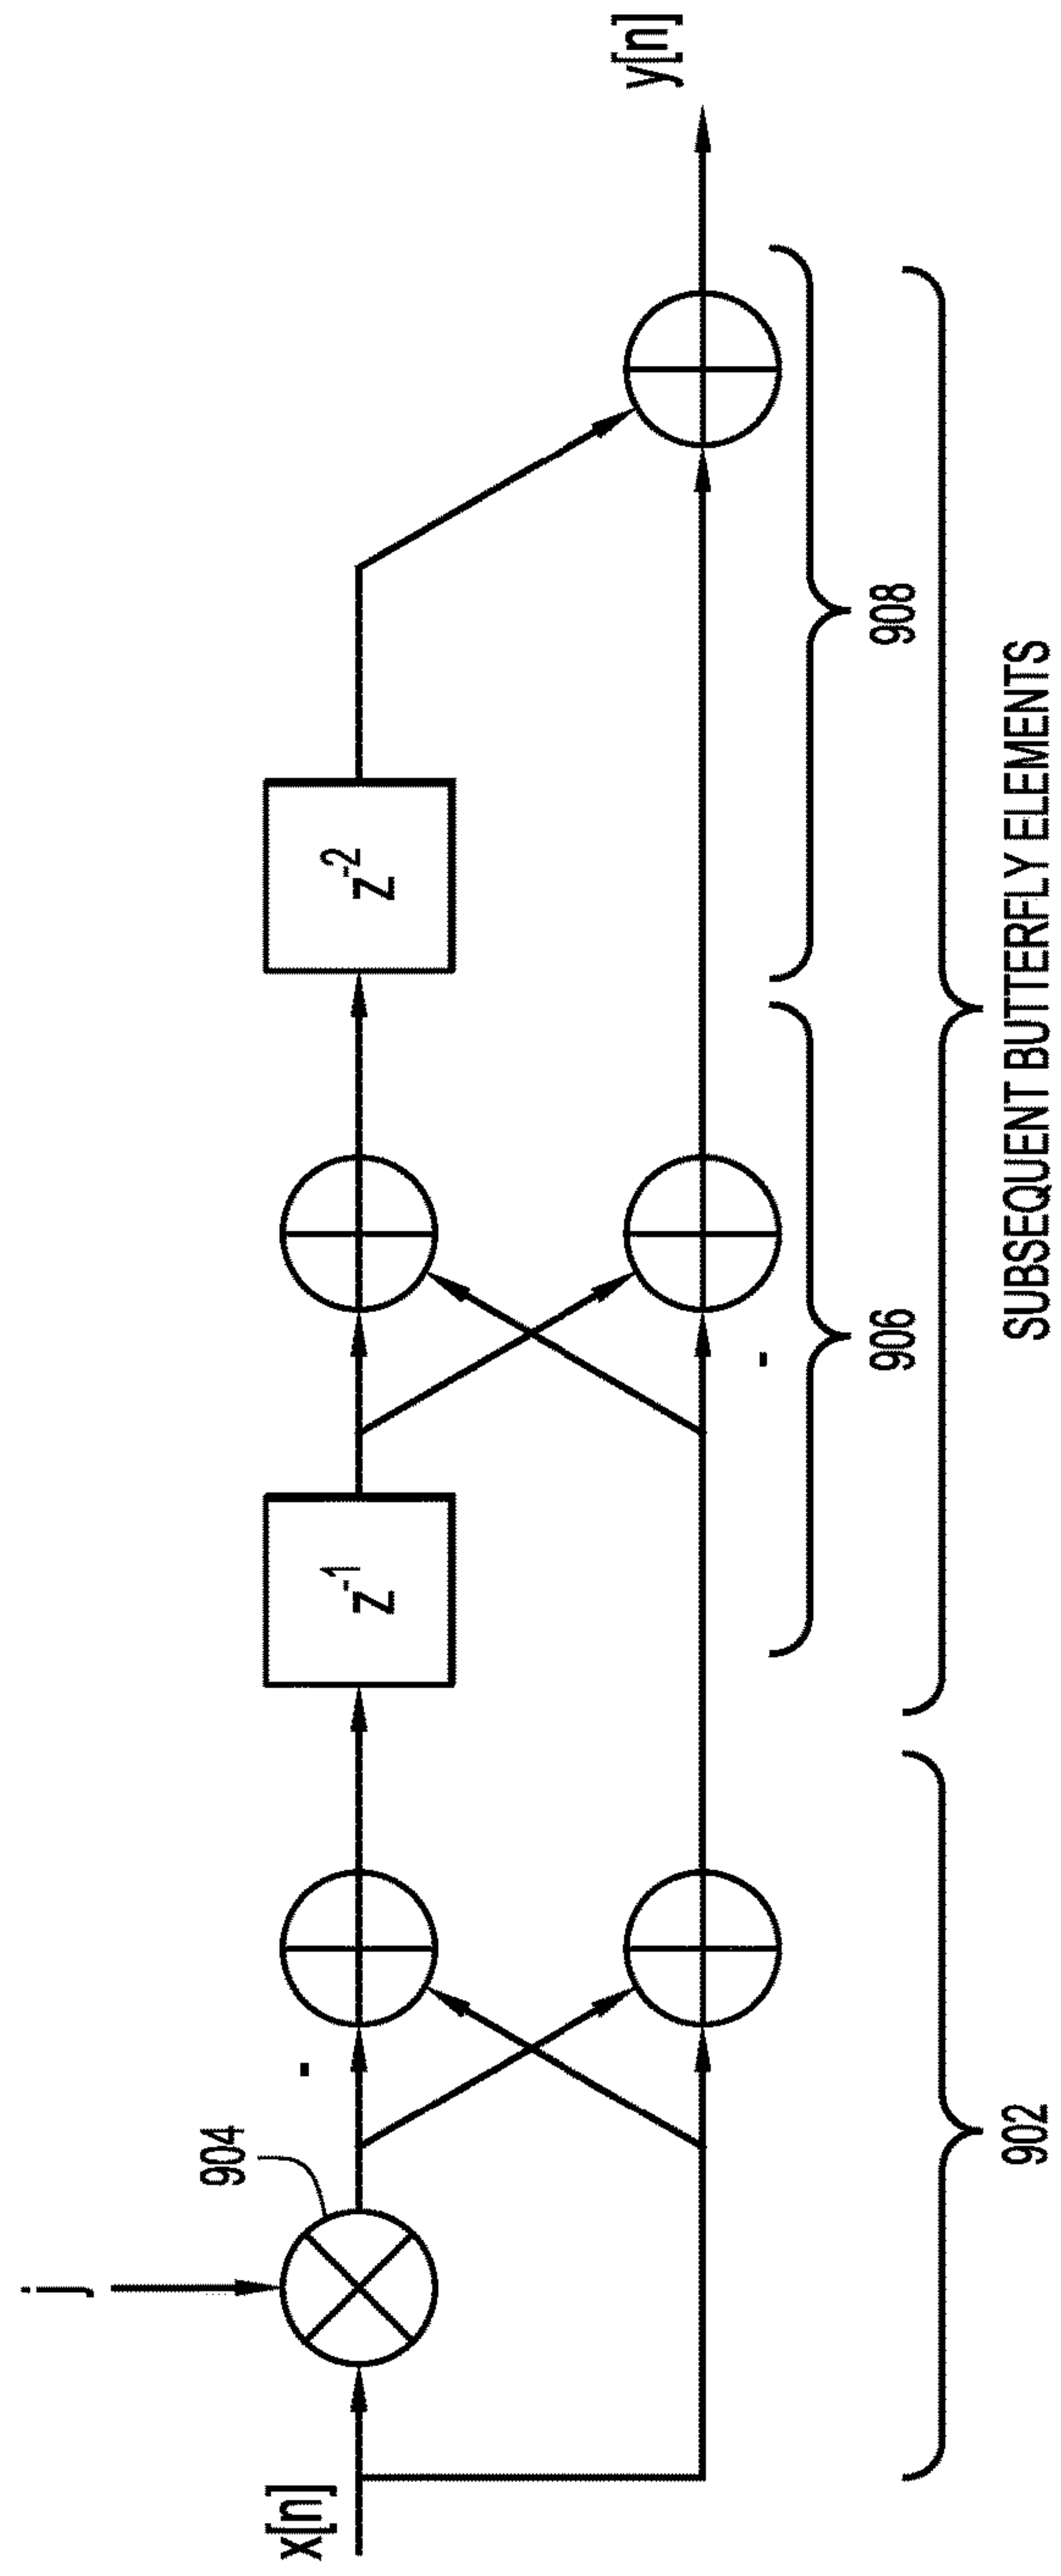 j
904
x[n]
-
z-1
z-2
-
y[n]
906
908
902
SUBSEQUENT BUTTERFLY ELEMENTS